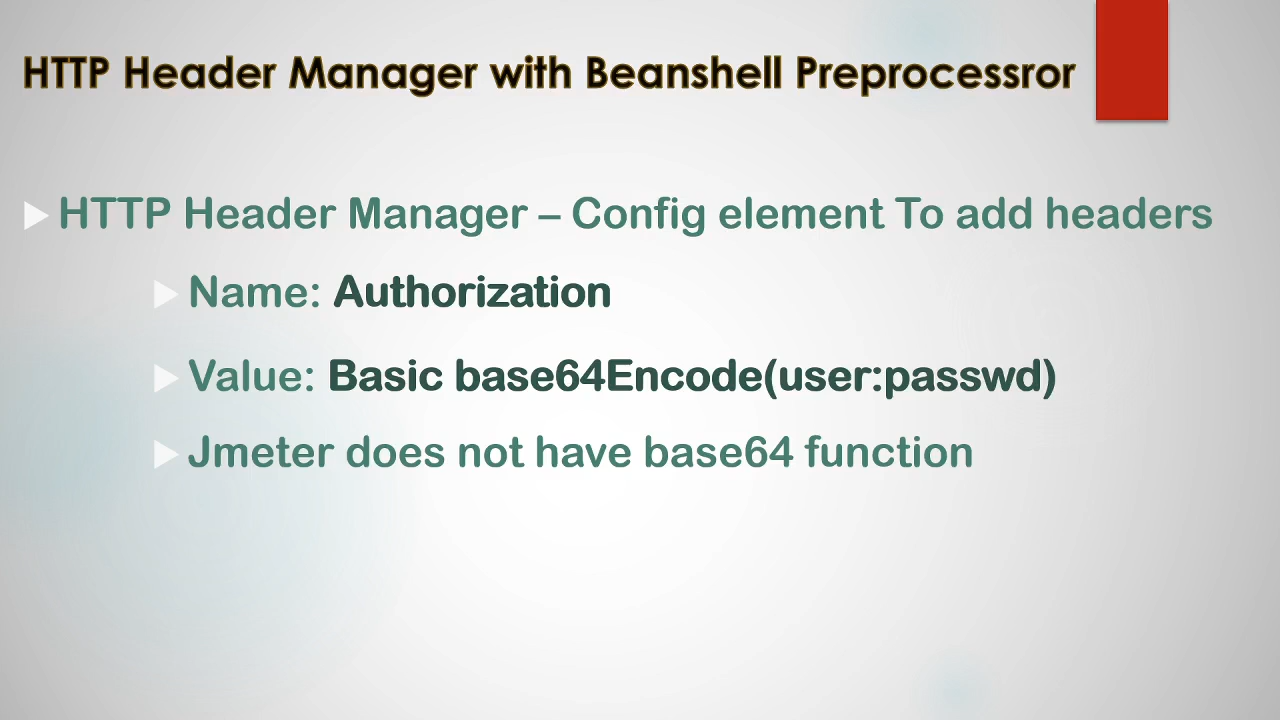 HTTP Header Manager with Beanshell Preprocessror
HTTP Header Manager – Config element To add headers
Name: Authorization
Value: Basic base64Encode(user:passwd)
Jmeter does not have base64 function